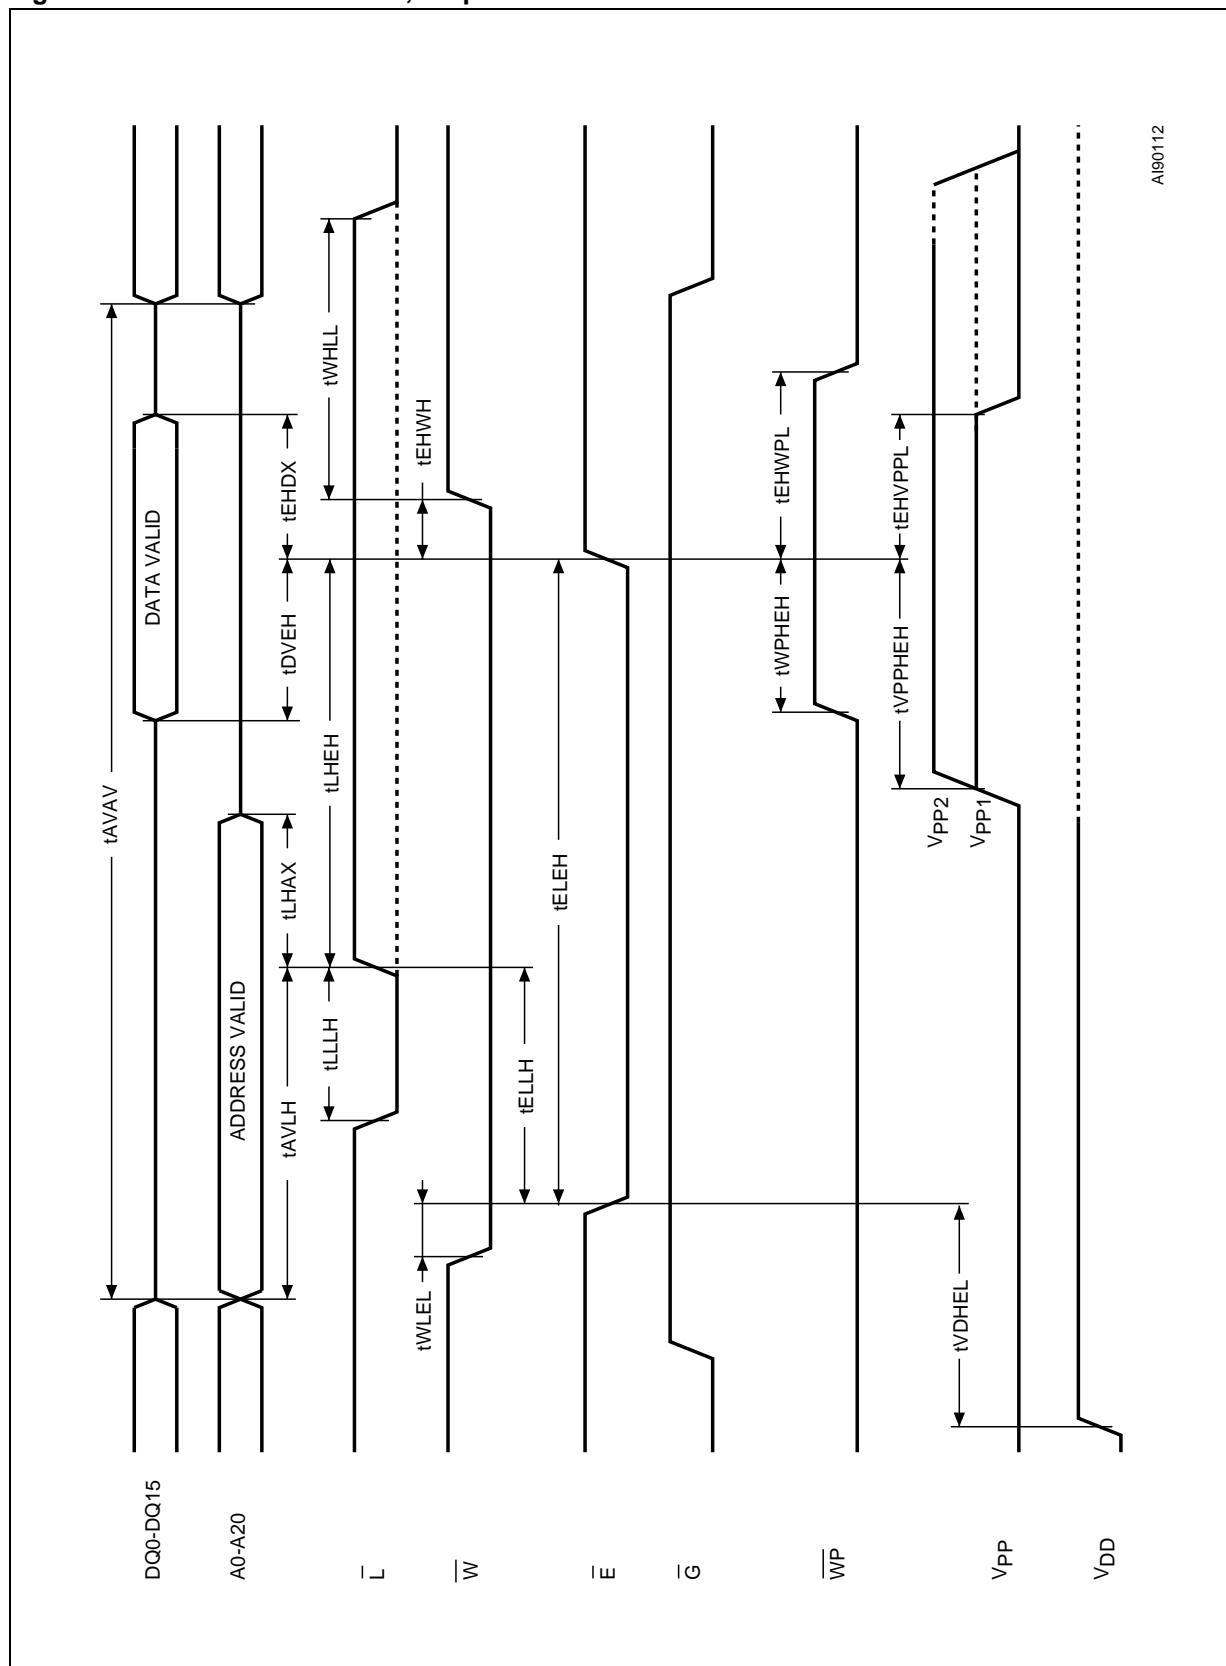 DQ0-DQ15
A0-A20
L
W
E
G
WP
VPP
VDD
tAVAV
DATA VALID
ADDRESS VALID
tAVLH
tLHAX
tDVEH
tEHDX
tLLLH
tLHEH
tWHLL
tWLEL
tEHWH
tELLH
tELEH
tWPHEH
tEHWPL
tVPPHEH
tEHVPPL
VPP2
VPP1
tVDHEL
AI90112